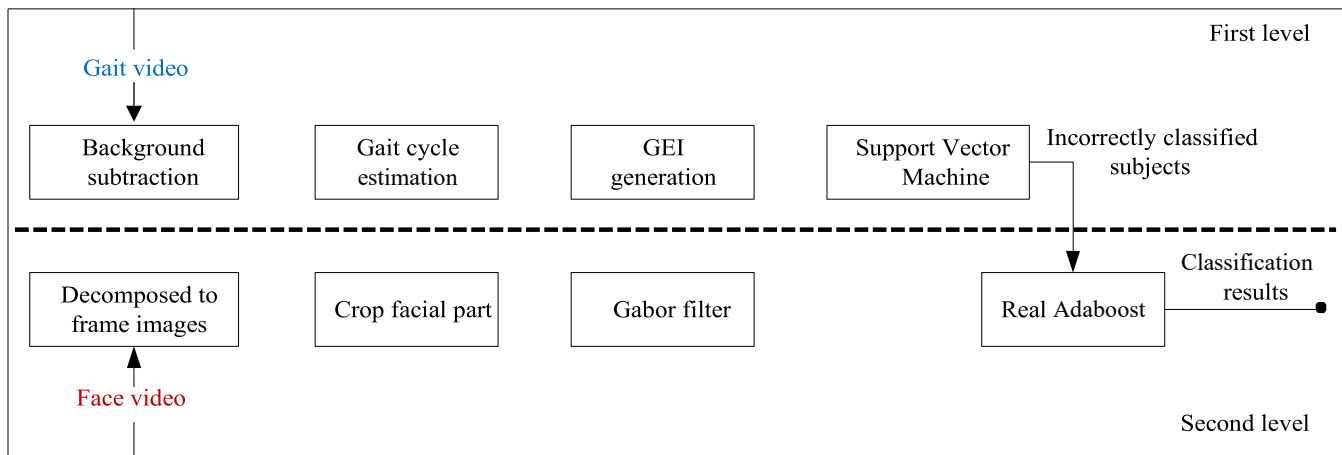 First level
Gait video
Background
subtraction
Gait cycle
estimation
GEI
generation
Support Vector
Machine
Incorrectly classified
subjects
Decomposed to
frame images
Crop facial part
Gabor filter
Real Adaboost
Classification
results
Face video
Second level